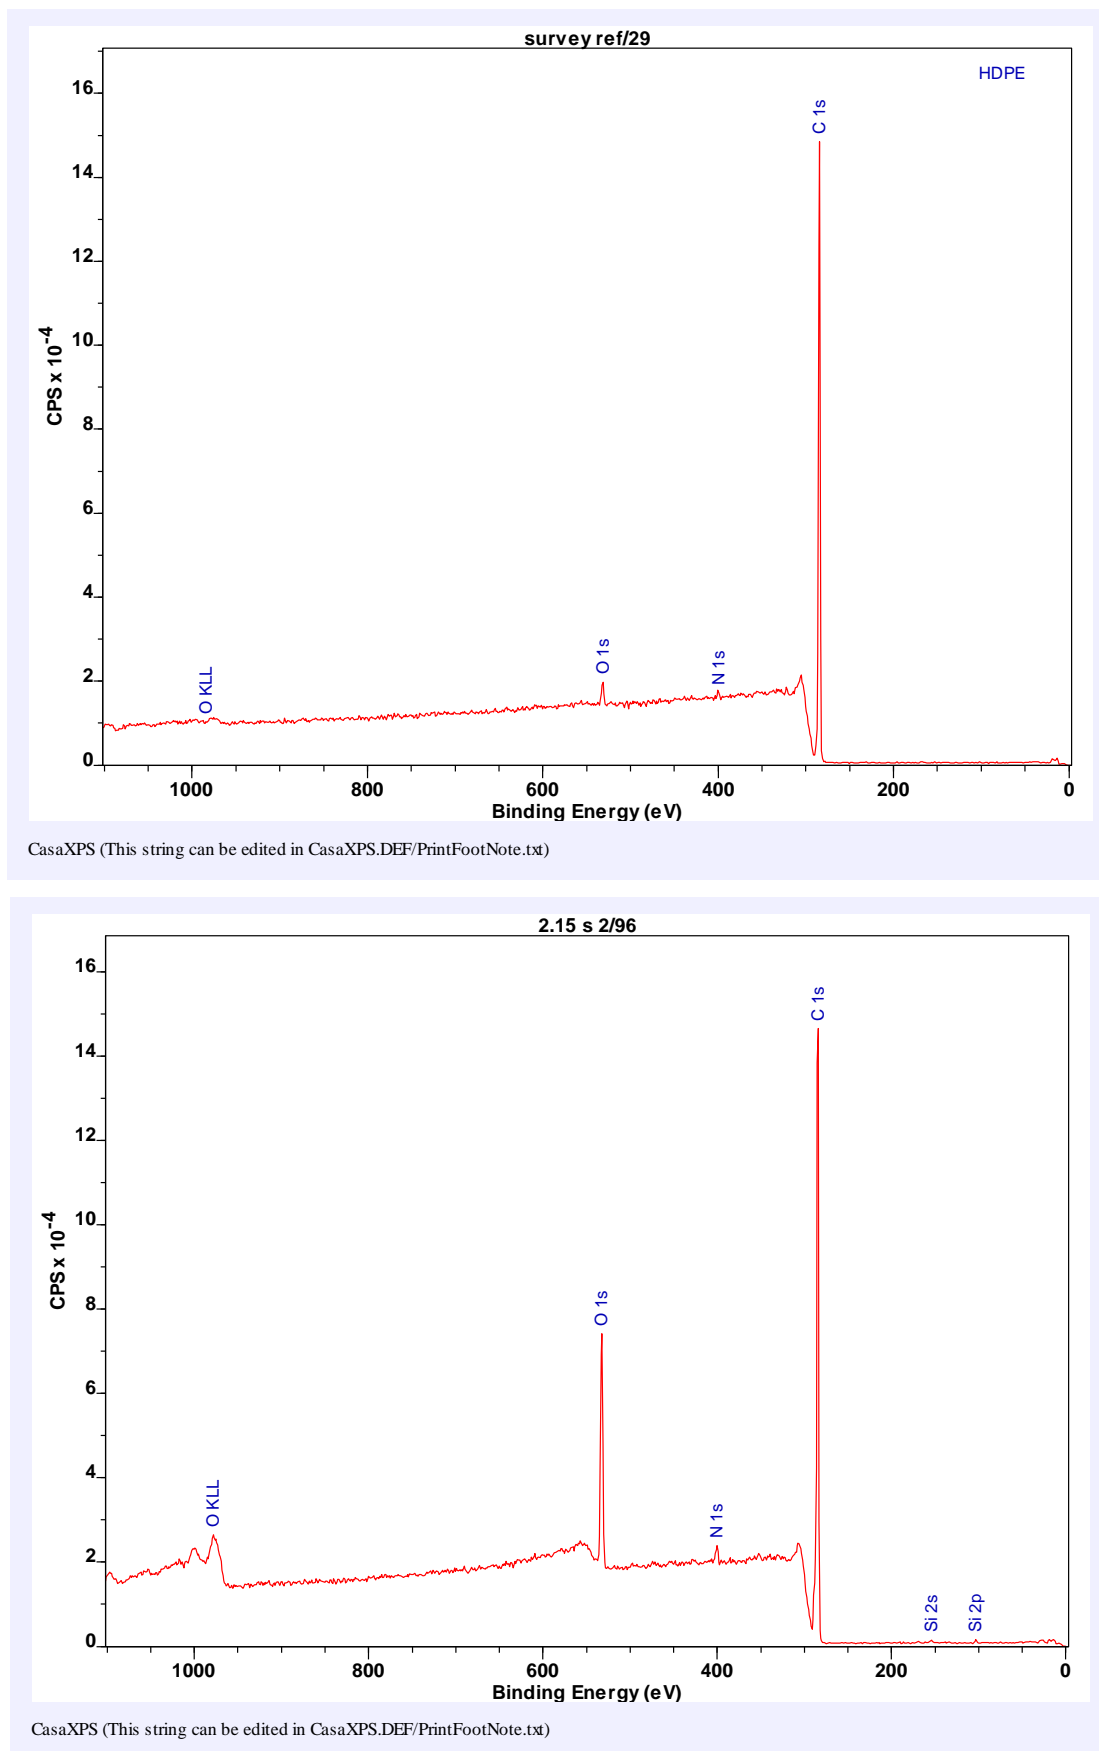 survey ref/29
HDPE
C 1s
O 1s
N 1s
O KLL
16
14
12
10
8
6
4
2
0
CPS x 10-4
1000 800 600 400 200 0
Binding Energy (eV)
CasaXPS (This string can be edited in CasaXPS.DEF/PrintFootNote.txt)
2.15 s 2/96
C 1s
O 1s
O KLL
N 1s
Si 2s
Si 2p
16
14
12
10
8
6
4
2
0
CPS x 10-4
1000 800 600 400 200 0
Binding Energy (eV)
CasaXPS (This string can be edited in CasaXPS.DEF/PrintFootNote.txt)